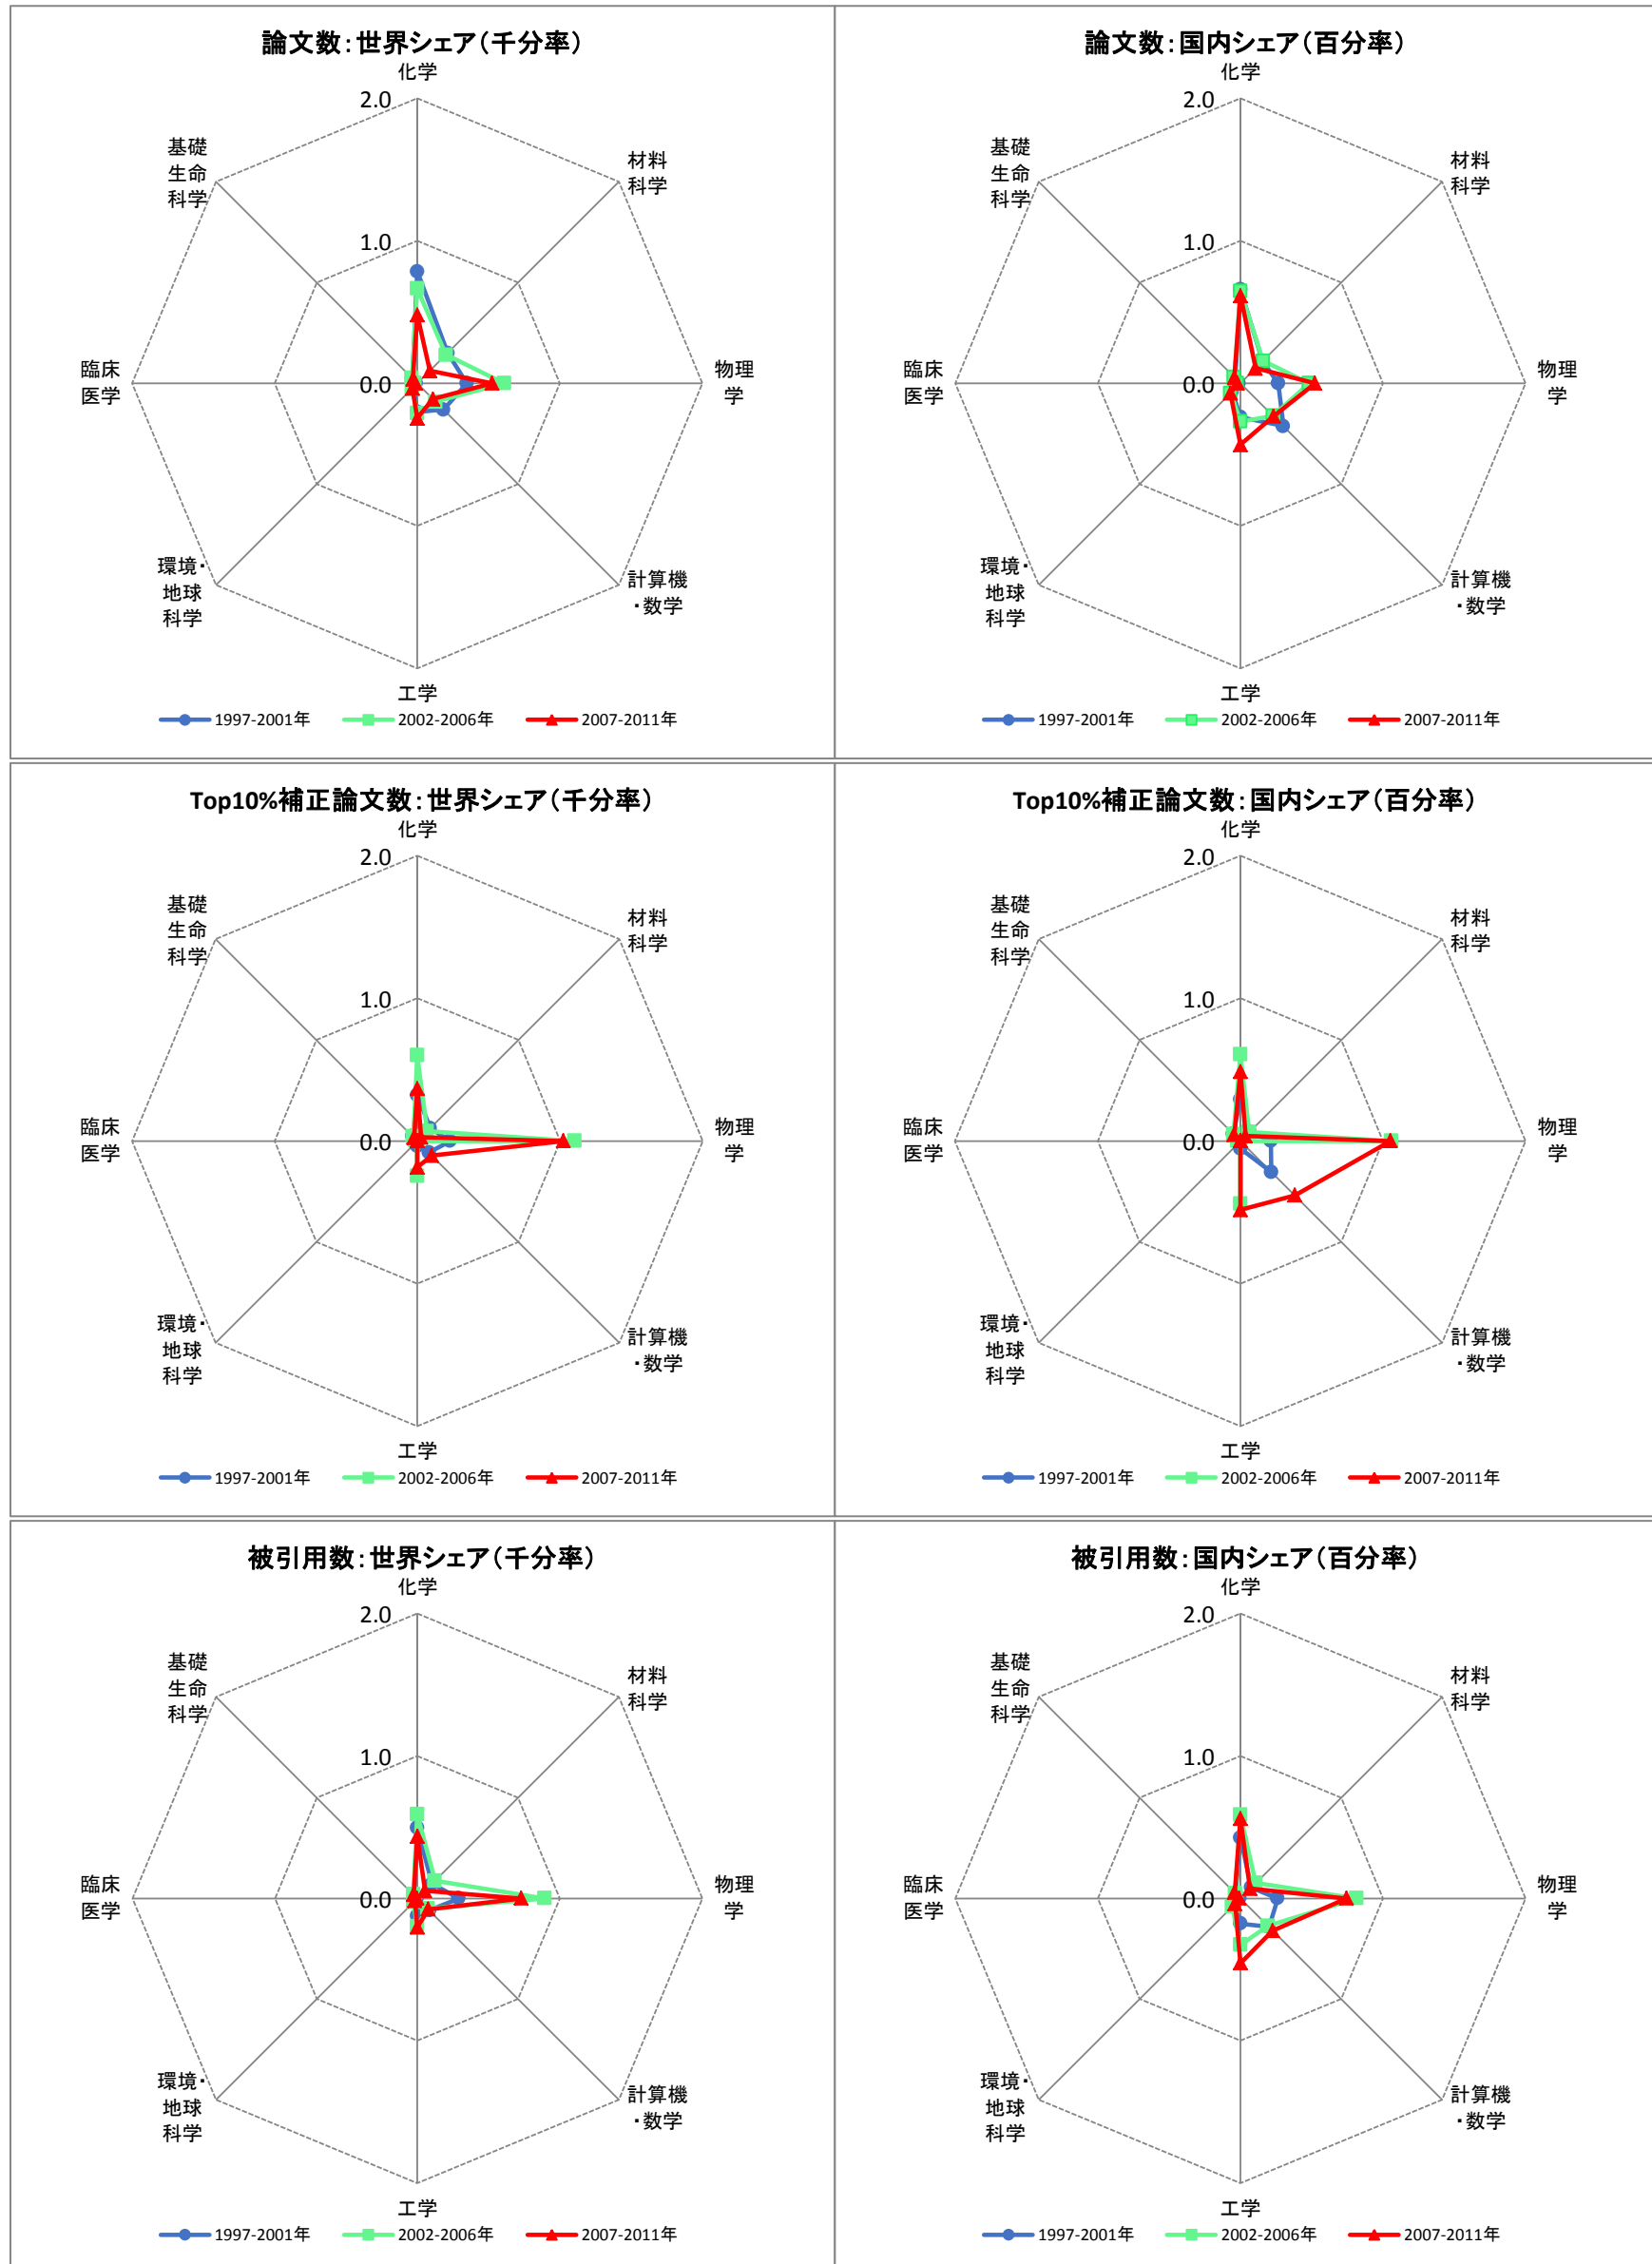 論文数：世界シェア（千分率）
化学
2.0
基礎
生命
科学
材料
科学
1.0
臨床
医学
0.0
物理
学
環境・
地球
科学
計算機
・数学
工学
1997-2001年 2002-2006年 2007-2011年
論文数：国内シェア（百分率）
化学
2.0
基礎
生命
科学
材料
科学
1.0
臨床
医学
0.0
物理
学
環境・
地球
科学
計算機
・数学
工学
1997-2001年 2002-2006年 2007-2011年
Top10%補正論文数：世界シェア（千分率）
化学
2.0
基礎
生命
科学
材料
科学
1.0
臨床
医学
0.0
物理
学
環境・
地球
科学
計算機
・数学
工学
1997-2001年 2002-2006年 2007-2011年
Top10%補正論文数：国内シェア（百分率）
化学
2.0
基礎
生命
科学
材料
科学
1.0
臨床
医学
0.0
物理
学
環境・
地球
科学
計算機
・数学
工学
1997-2001年 2002-2006年 2007-2011年
被引用数：世界シェア（千分率）
化学
2.0
基礎
生命
科学
材料
科学
1.0
臨床
医学
0.0
物理
学
環境・
地球
科学
計算機
・数学
工学
1997-2001年 2002-2006年 2007-2011年
被引用数：国内シェア（百分率）
化学
2.0
基礎
生命
科学
材料
科学
1.0
臨床
医学
0.0
物理
学
環境・
地球
科学
計算機
・数学
工学
1997-2001年 2002-2006年 2007-2011年